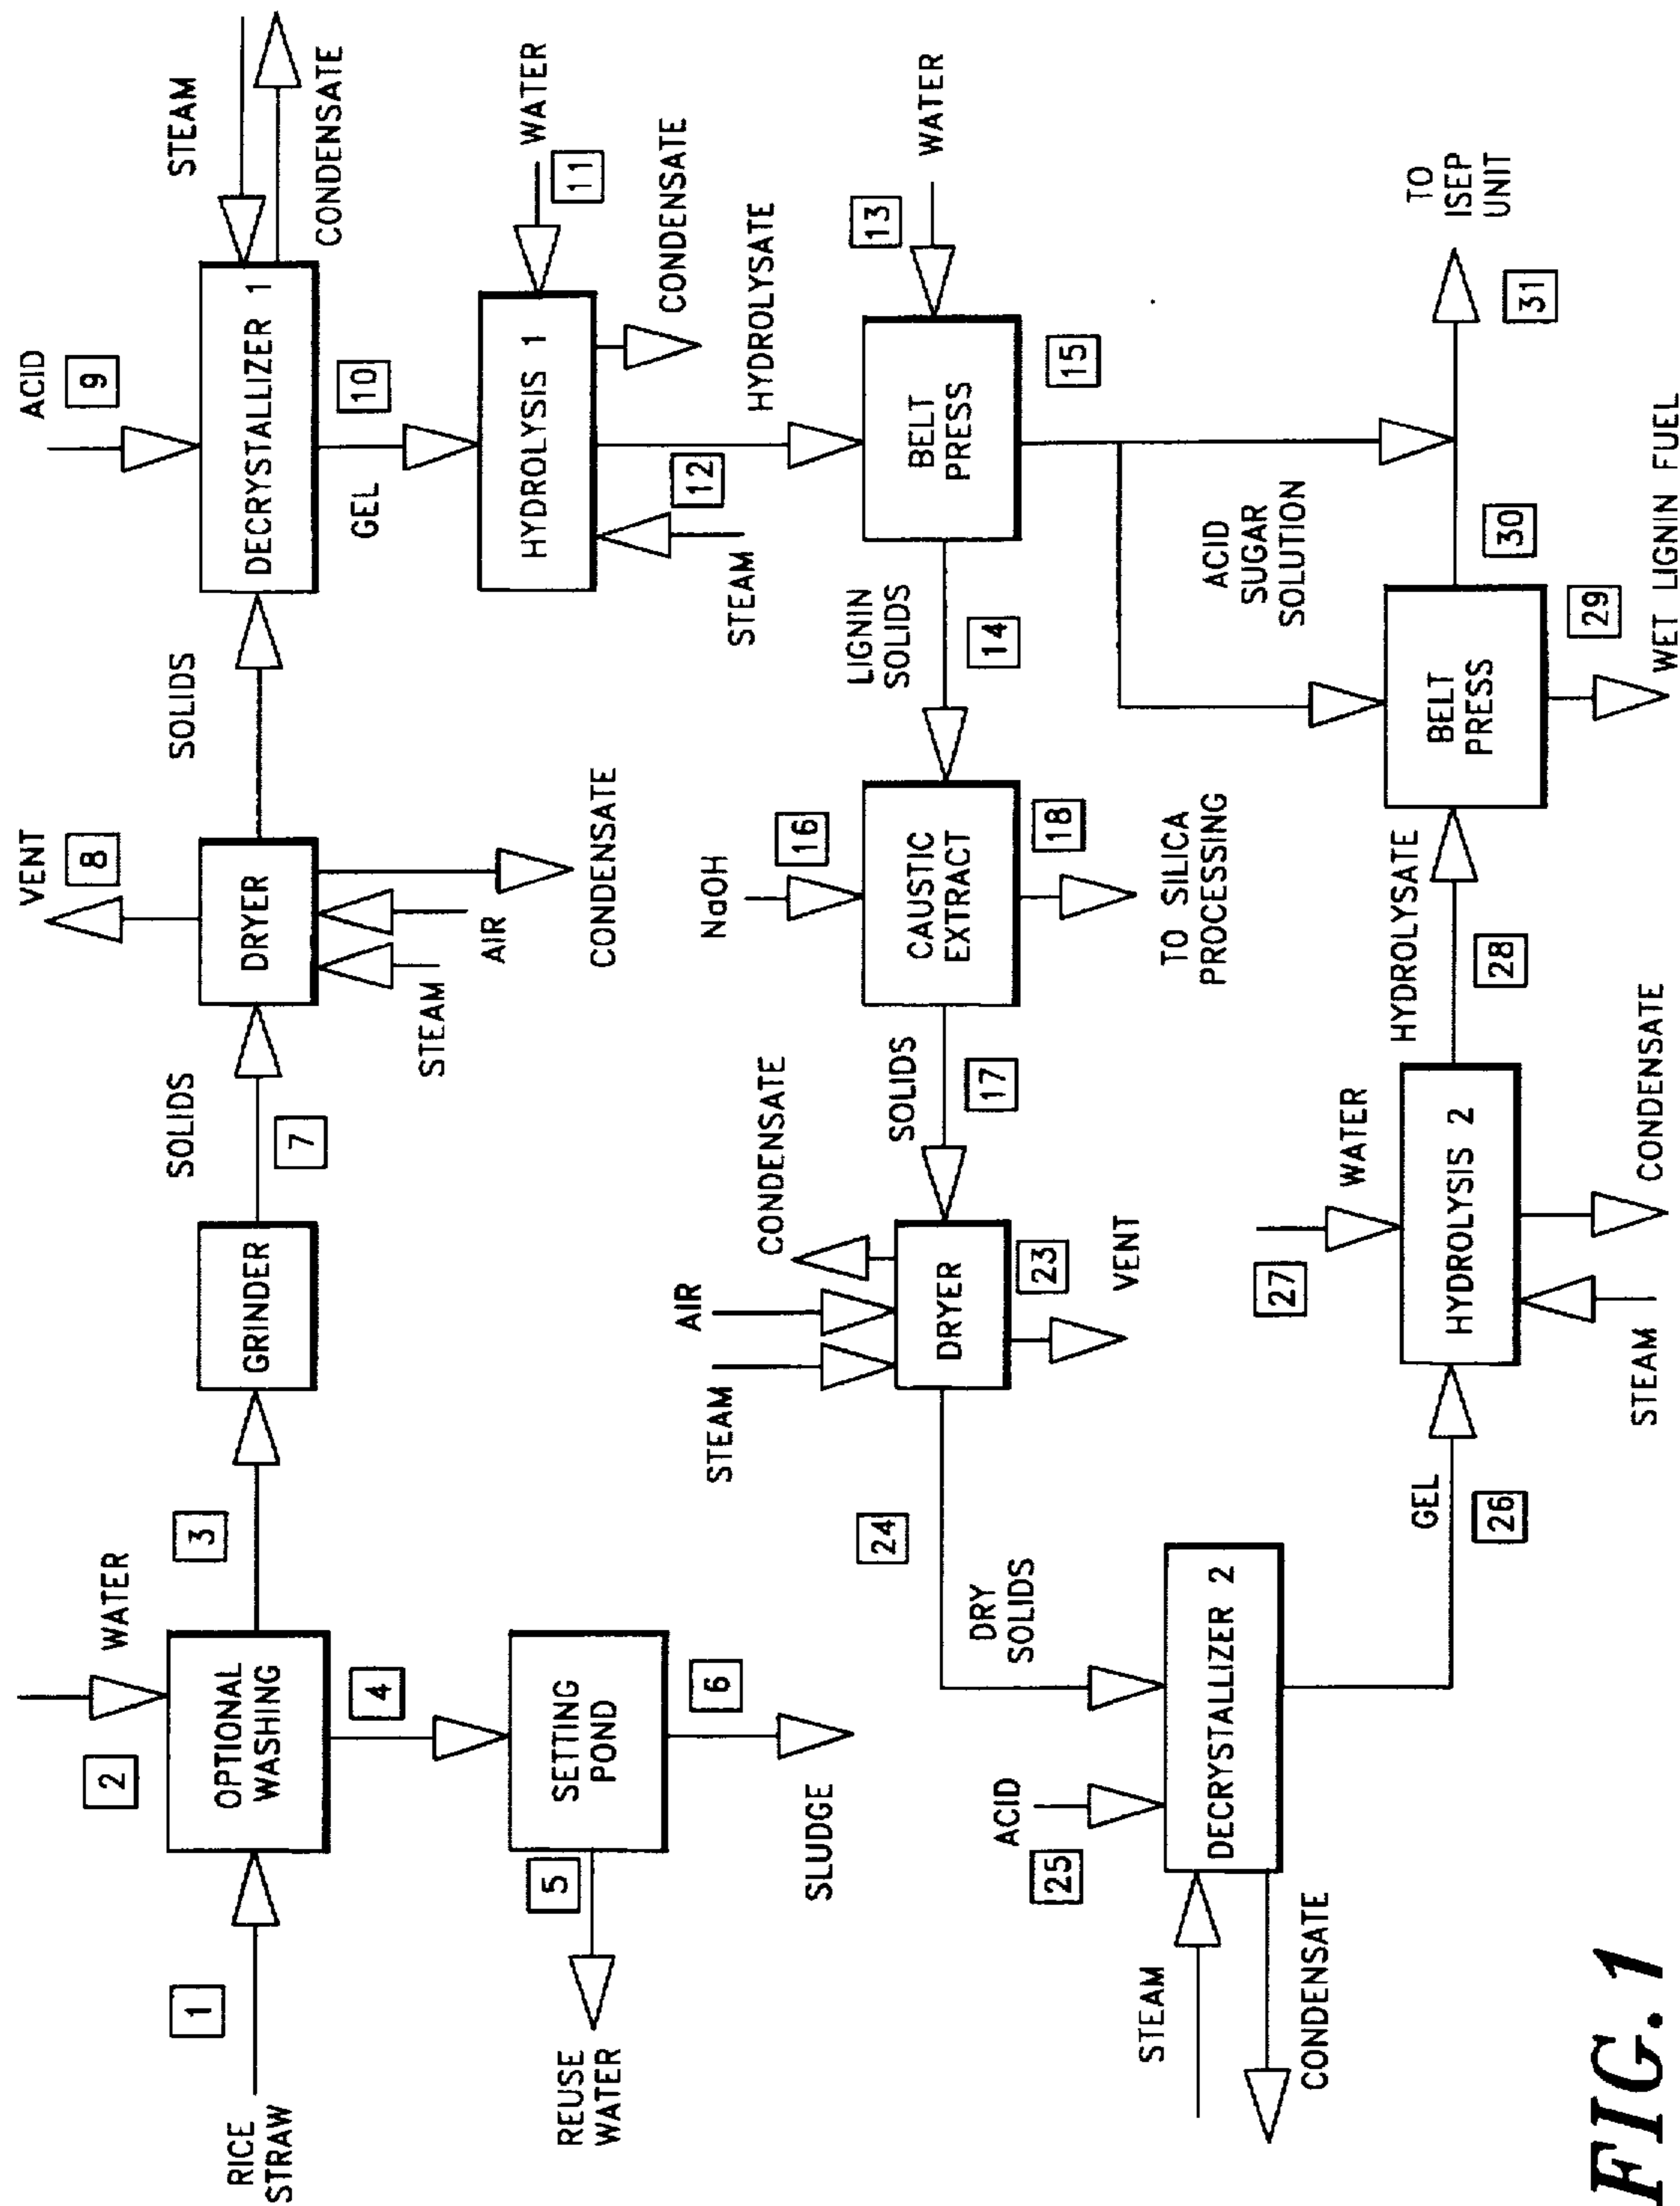 RICE
STRAW
1
2
WATER
OPTIONAL
WASHING
3
4
SETTING
POND
5
REUSE
WATER
6
SLUDGE
GRINDER
SOLIDS
7
VENT
8
DRYER
STEAM
AIR
CONDENSATE
SOLIDS
ACID
9
DECRYSTALLIZER 1
STEAM
CONDENSATE
GEL
10
HYDROLYSIS 1
WATER
11
CONDENSATE
STEAM
12
HYDROLYSATE
BELT
PRESS
13
WATER
LIGNIN
SOLIDS
14
15
NaOH
16
CAUSTIC
EXTRACT
18
TO SILICA
PROCESSING
SOLIDS
17
STEAM
AIR
CONDENSATE
DRYER
23
VENT
24
DRY
SOLIDS
ACID
25
DECRYSTALLIZER 2
STEAM
CONDENSATE
GEL
26
27
WATER
HYDROLYSIS 2
STEAM
CONDENSATE
HYDROLYSATE
28
ACID
SUGAR
SOLUTION
BELT
PRESS
30
29
WET LIGNIN FUEL
31
TO
ISEP
UNIT
FIG. 1